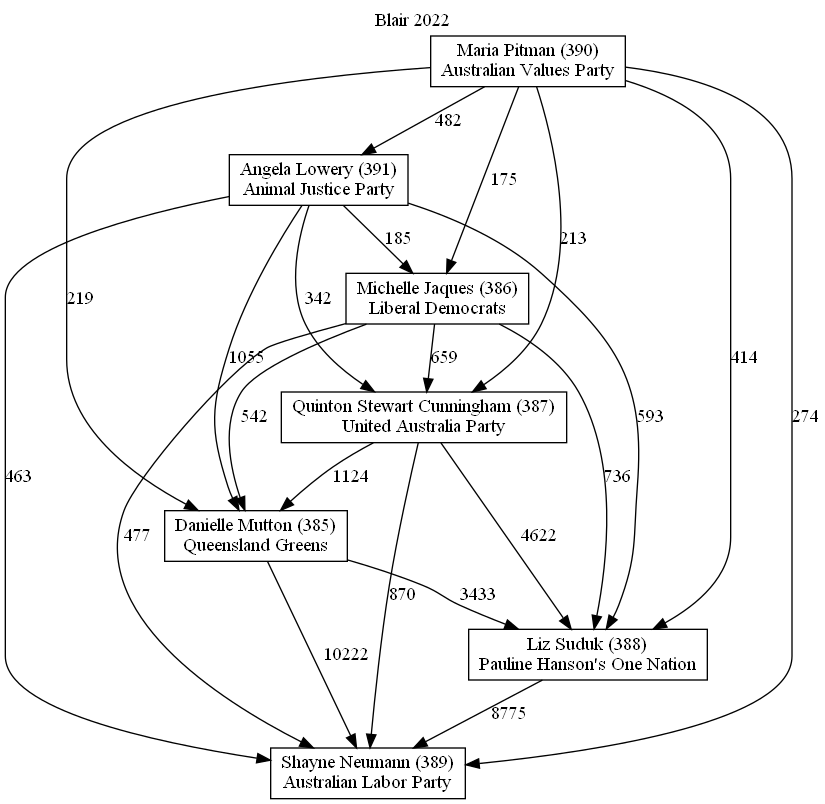 Blair 2022
Maria Pitman (390)
Australian Values Party
482
Angela Lowery (391)
Animal Justice Party
175
185
213
219
342
Michelle Jaques (386)
Liberal Democrats
1055
659
414
542
593
274
Quinton Stewart Cunningham (387)
United Australia Party
463
1124
736
477
4622
Danielle Mutton (385)
Queensland Greens
870
3433
10222
Liz Suduk (388)
Pauline Hanson's One Nation
8775
Shayne Neumann (389)
Australian Labor Party